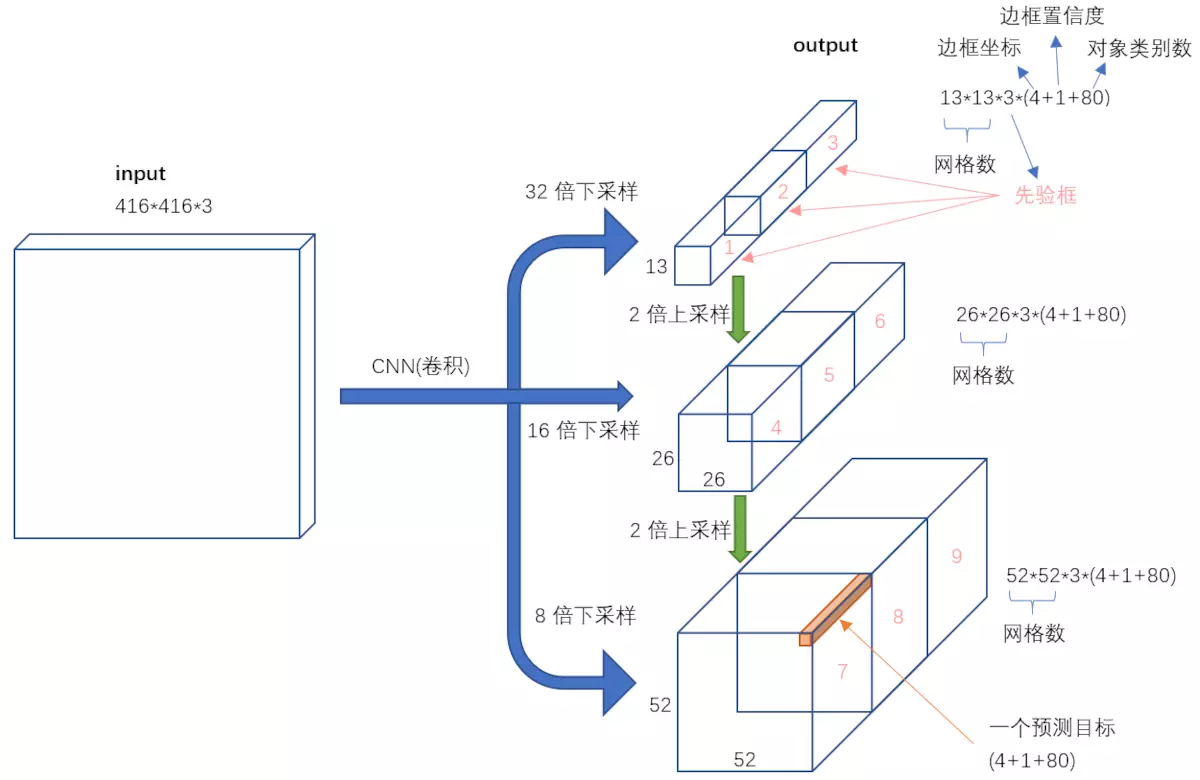 边框置信度
output
边框坐标
对象类别数
13*13*3*(4+1+80)
input
416*416*3
32 倍下采样
网格数
先验框
3
2
1
13
2 倍上采样
6
5
4
26*26*3*(4+1+80)
网格数
CNN(卷积)
16 倍下采样
26
26
2 倍上采样
9
8
7
52*52*3*(4+1+80)
网格数
8 倍下采样
52
52
一个预测目标
(4+1+80)